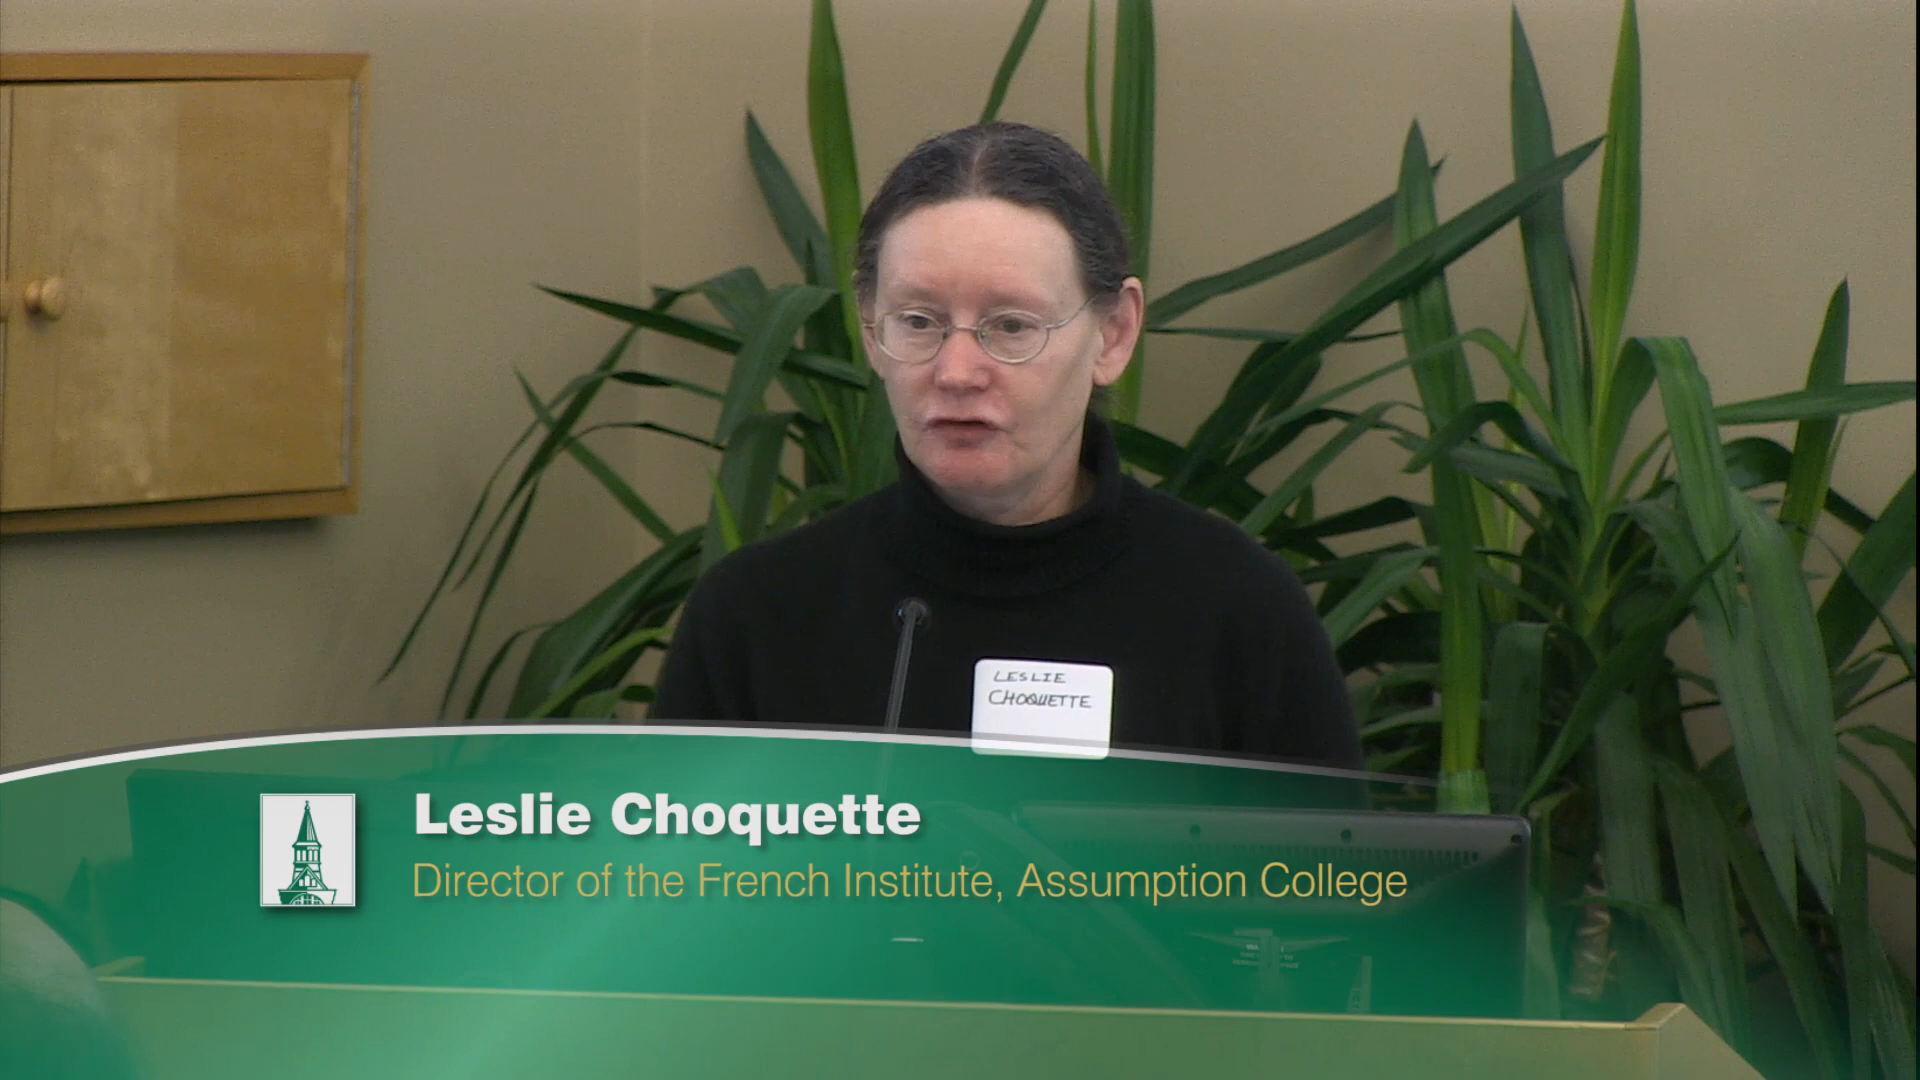 LESLIE
CHOQUETTE
Leslie Choquette
Director of the French Institute, Assumption College